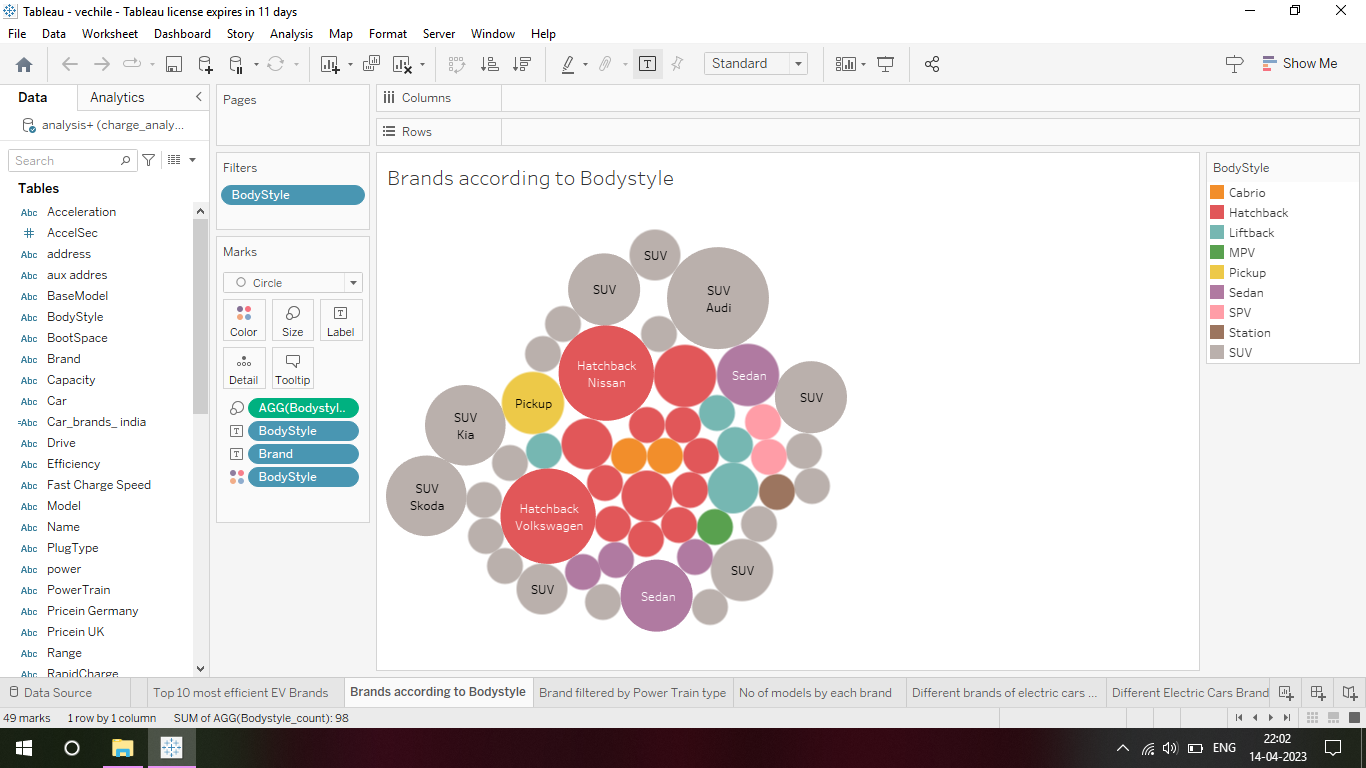 Tableau - vechile - Tableau license expires in 11 days
File Data Worksheet Dashboard Story Analysis Map Format Server Window Help
Standard
Show Me
Data Analytics
analysis+ (charge_analy...
Search
Tables
Abc Acceleration
# AccelSec
Abc address
Abc aux addres
Abc BaseModel
Abc BodyStyle
Abc BootSpace
Abc Brand
Abc Capacity
Abc Car
=Abc Car_brands_ india
Abc Drive
Abc Efficiency
Abc Fast Charge Speed
Abc Model
Abc Name
Abc PlugType
Abc power
Abc PowerTrain
Abc Pricein Germany
Abc Pricein UK
Abc Range
Abc RapidCharge
Pages
Filters
BodyStyle
Marks
Circle
Color Size Label
Detail Tooltip
AGG(Bodystyl..
BodyStyle
Brand
BodyStyle
Columns
Rows
Brands according to Bodystyle
SUV
SUV
SUV
Audi
Hatchback
Nissan
Sedan
SUV
Pickup
SUV
Kia
SUV
Skoda
Hatchback
Volkswagen
SUV
SUV
Sedan
BodyStyle
Cabrio
Hatchback
Liftback
MPV
Pickup
Sedan
SPV
Station
SUV
Data Source
Top 10 most efficient EV Brands
Brands according to Bodystyle
Brand filtered by Power Train type
No of models by each brand
Different brands of electric cars ...
Different Electric Cars Brand
49 marks 1 row by 1 column SUM of AGG(Bodystyle_count): 98
ENG
22:02
14-04-2023